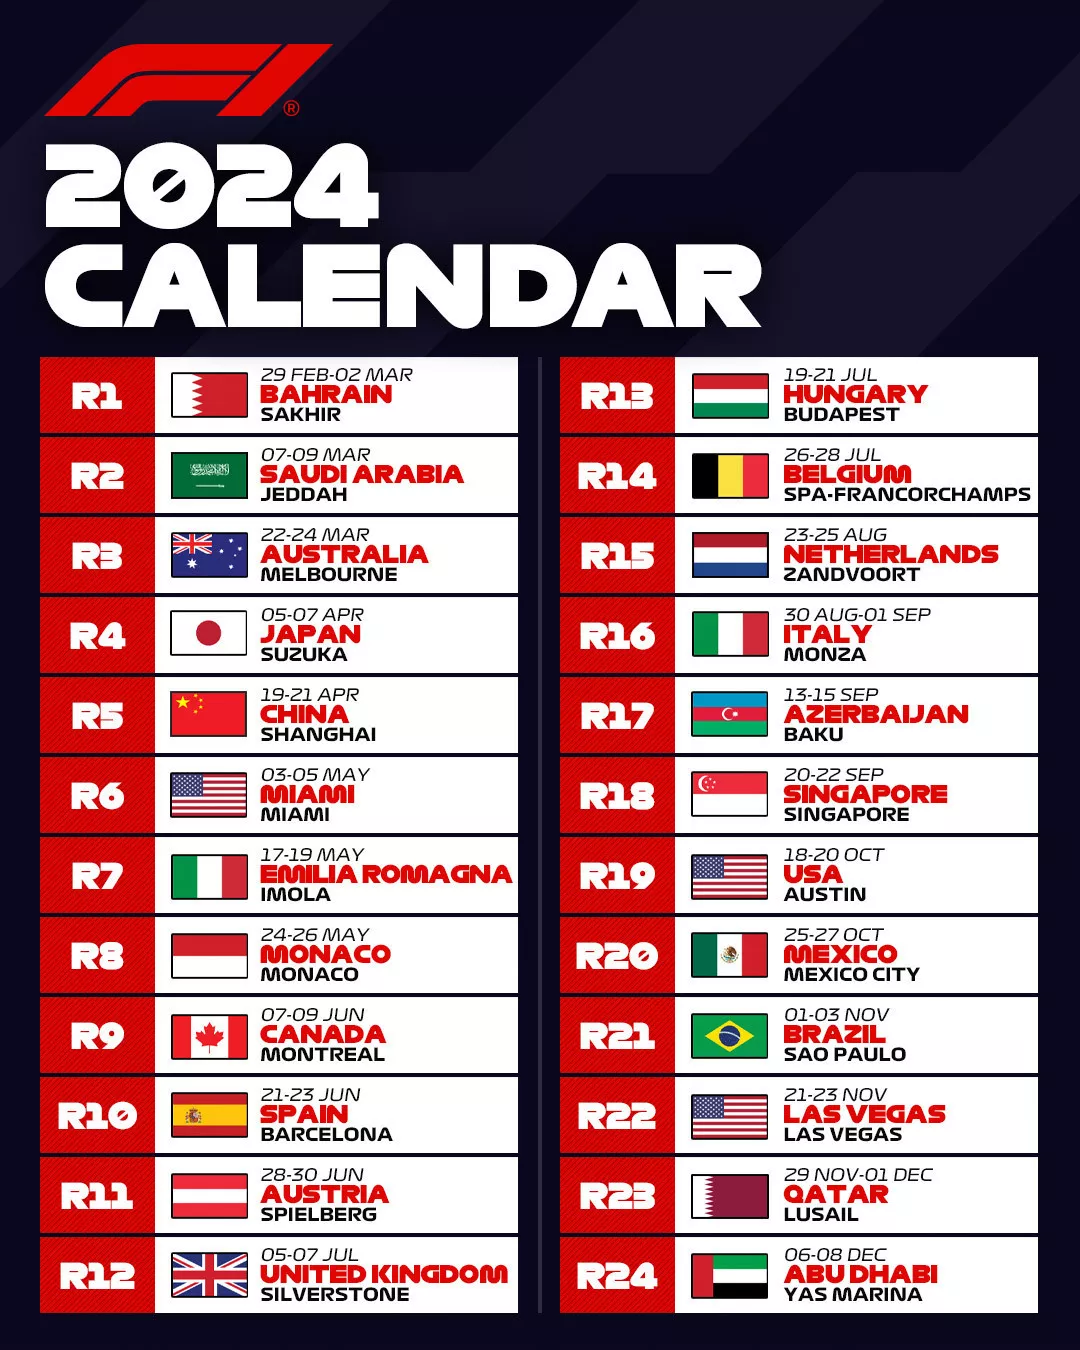 F1®
2024
CALENDAR
R1
29 FEB-02 MAR
BAHRAIN
SAKHIR
R2
07-09 MAR
SAUDI ARABIA
JEDDAH
R3
22-24 MAR
AUSTRALIA
MELBOURNE
R4
05-07 APR
JAPAN
SUZUKA
R5
19-21 APR
CHINA
SHANGHAI
R6
03-05 MAY
MIAMI
MIAMI
R7
17-19 MAY
EMILIA ROMAGNA
IMOLA
R8
24-26 MAY
MONACO
MONACO
R9
07-09 JUN
CANADA
MONTREAL
R10
21-23 JUN
SPAIN
BARCELONA
R11
28-30 JUN
AUSTRIA
SPIELBERG
R12
05-07 JUL
UNITED KINGDOM
SILVERSTONE
R13
19-21 JUL
HUNGARY
BUDAPEST
R14
26-28 JUL
BELGIUM
SPA-FRANCORCHAMPS
R15
23-25 AUG
NETHERLANDS
ZANDVOORT
R16
30 AUG-01 SEP
ITALY
MONZA
R17
13-15 SEP
AZERBAIJAN
BAKU
R18
20-22 SEP
SINGAPORE
SINGAPORE
R19
18-20 OCT
USA
AUSTIN
R20
25-27 OCT
MEXICO
MEXICO CITY
R21
01-03 NOV
BRAZIL
SAO PAULO
R22
21-23 NOV
LAS VEGAS
LAS VEGAS
R23
29 NOV-01 DEC
QATAR
LUSAIL
R24
06-08 DEC
ABU DHABI
YAS MARINA